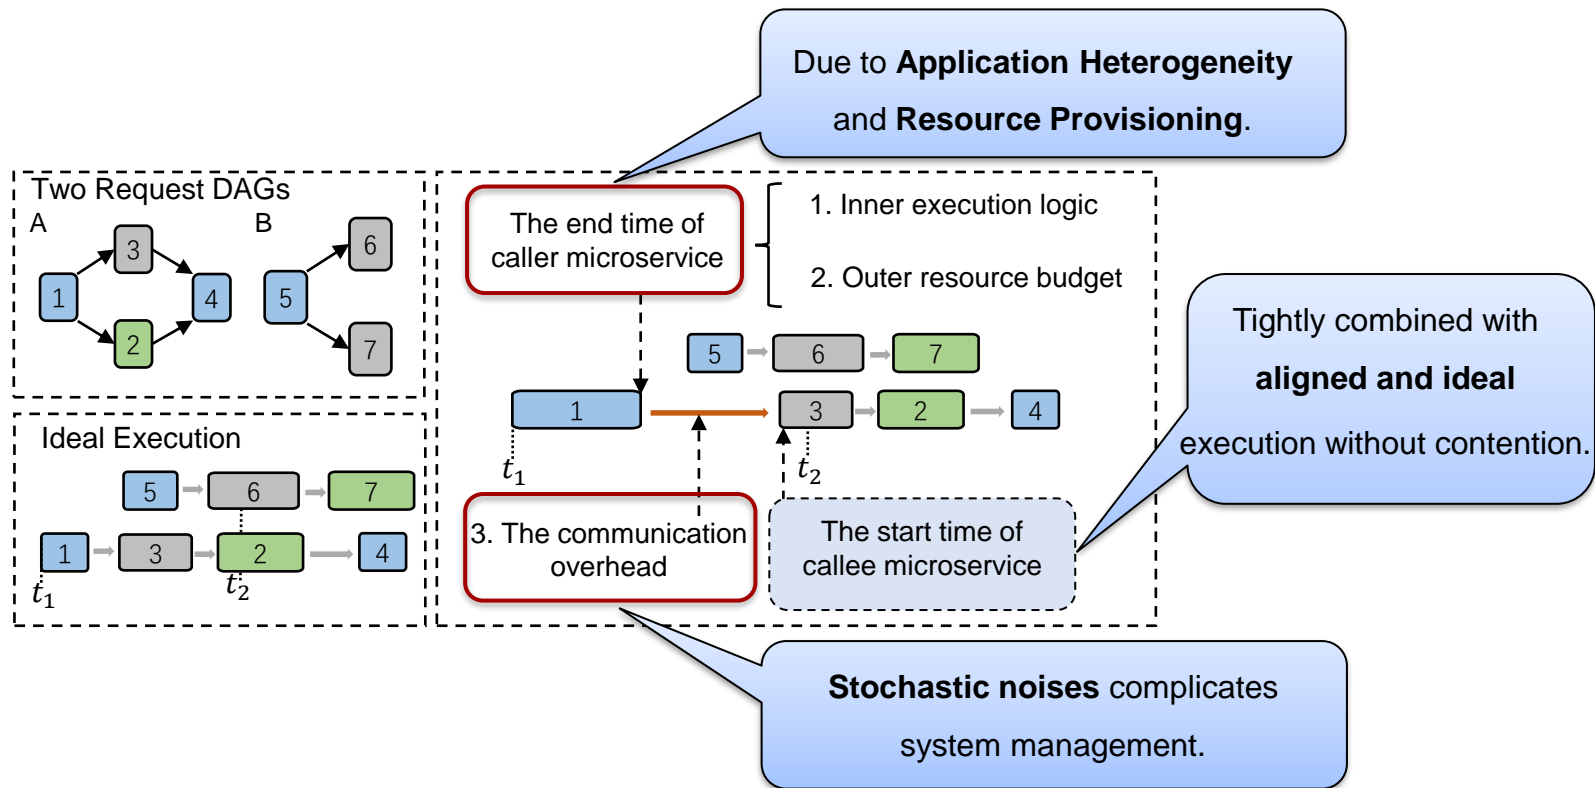 Due to Application Heterogeneity
and Resource Provisioning.
Two Request DAGs
A
B
1
3
2
4
5
6
7
Ideal Execution
5
6
7
1
3
2
4
t1
t2
The end time of
caller microservice
1. Inner execution logic
2. Outer resource budget
5
6
7
1
3
2
4
t1
t2
3. The communication
overhead
The start time of
callee microservice
Tightly combined with
aligned and ideal
execution without contention.
Stochastic noises complicates
system management.